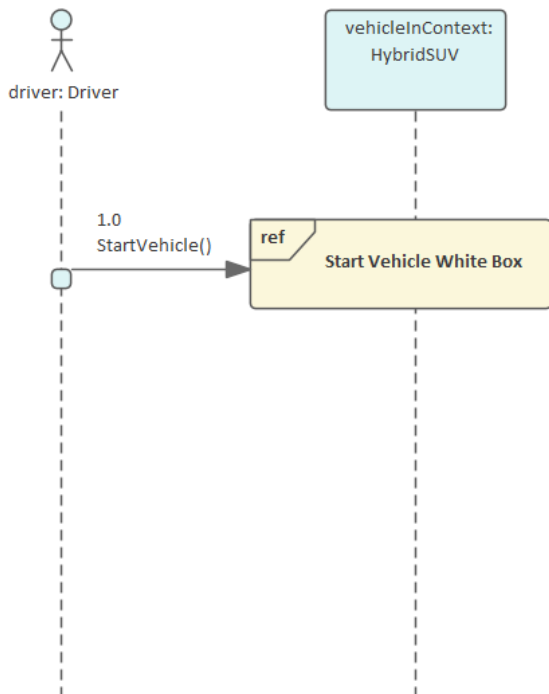 vehicleInContext:
HybridSUV
driver: Driver
1.0
StartVehicle()
ref
Start Vehicle White Box